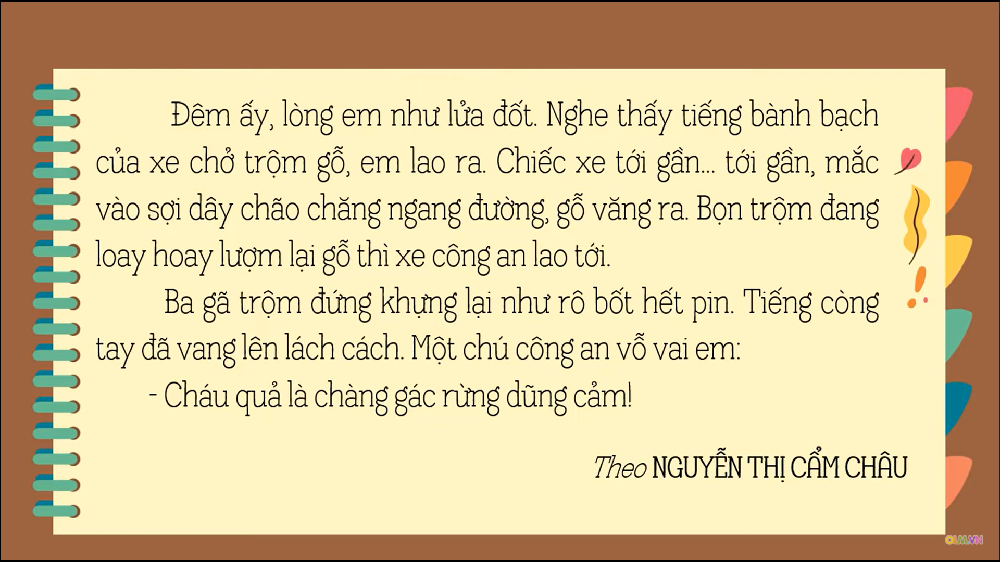 Đêm ấy, lòng em như lửa đốt. Nghe thấy tiếng bành bạch
của xe chở trộm gỗ, em lao ra. Chiếc xe tới gần... tới gần, mắc
vào sợi dây chão chăng ngang đường, gỗ văng ra. Bọn trộm đang
loay hoay lượm lại gỗ thì xe công an lao tới.
Ba gã trộm đứng khựng lại như rô bốt hết pin. Tiếng còng
tay đã vang lên lách cách. Một chú công an vỗ vai em:
- Cháu quả là chàng gác rừng dũng cảm!
Theo NGUYỄN THỊ CẨM CHÂU
OLM.VN